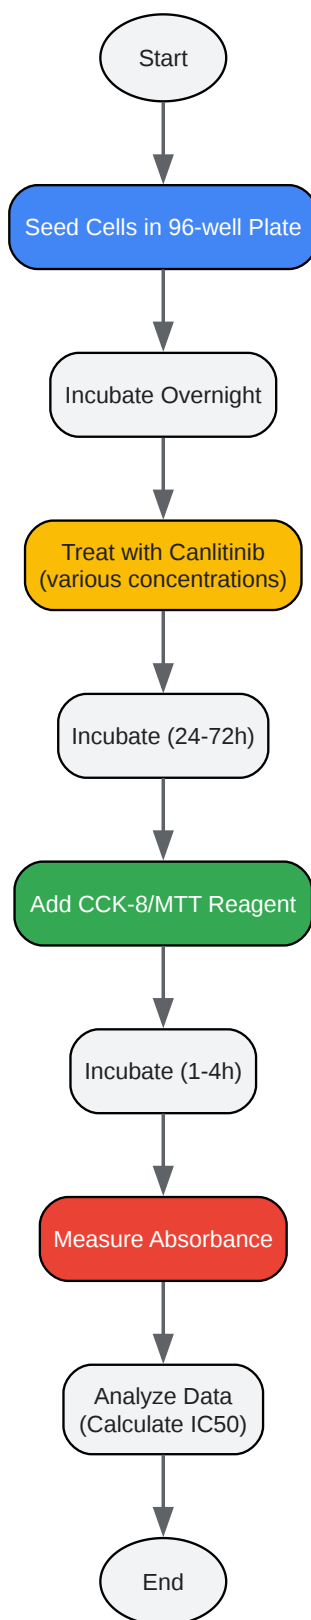 Start
Seed Cells in 96-well Plate
Incubate Overnight
Treat with Canlitinib
(various concentrations)
Incubate (24-72h)
Add CCK-8/MTT Reagent
Incubate (1-4h)
Measure Absorbance
Analyze Data
(Calculate IC50)
End